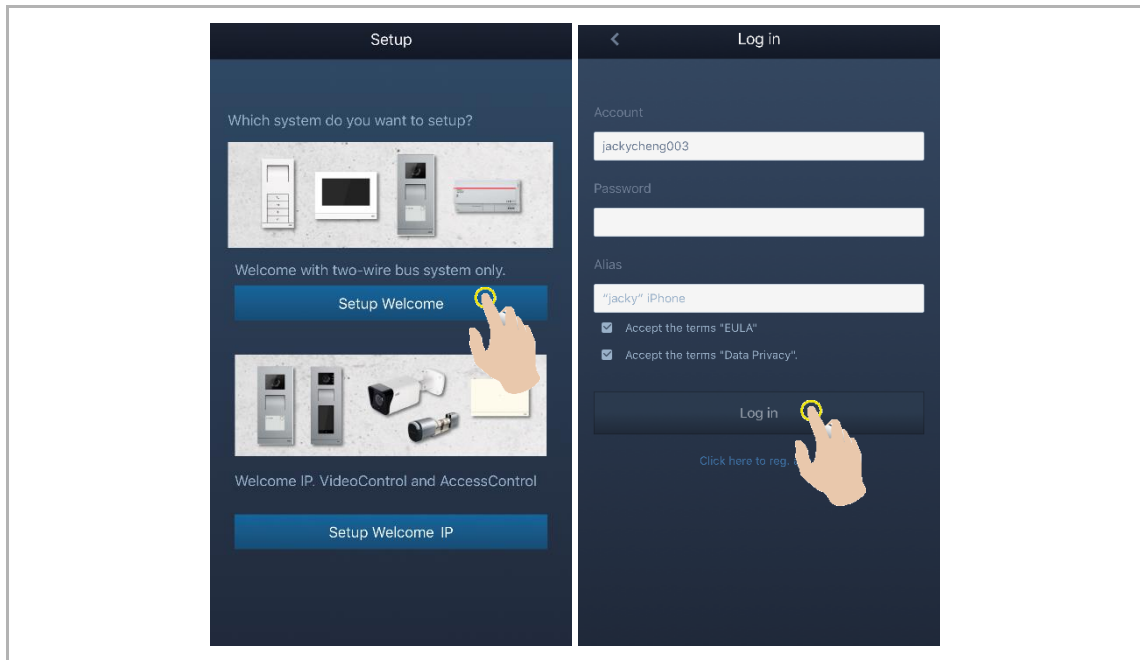 Setup
Which system do you want to setup?
Welcome with two-wire bus system only.
Setup Welcome
Welcome IP. VideoControl and AccessControl
Setup Welcome IP
Log in
Account
jackycheng003
Password
Alias
"jacky" iPhone
Accept the terms "EULA"
Accept the terms "Data Privacy".
Log in
Click here to reg.